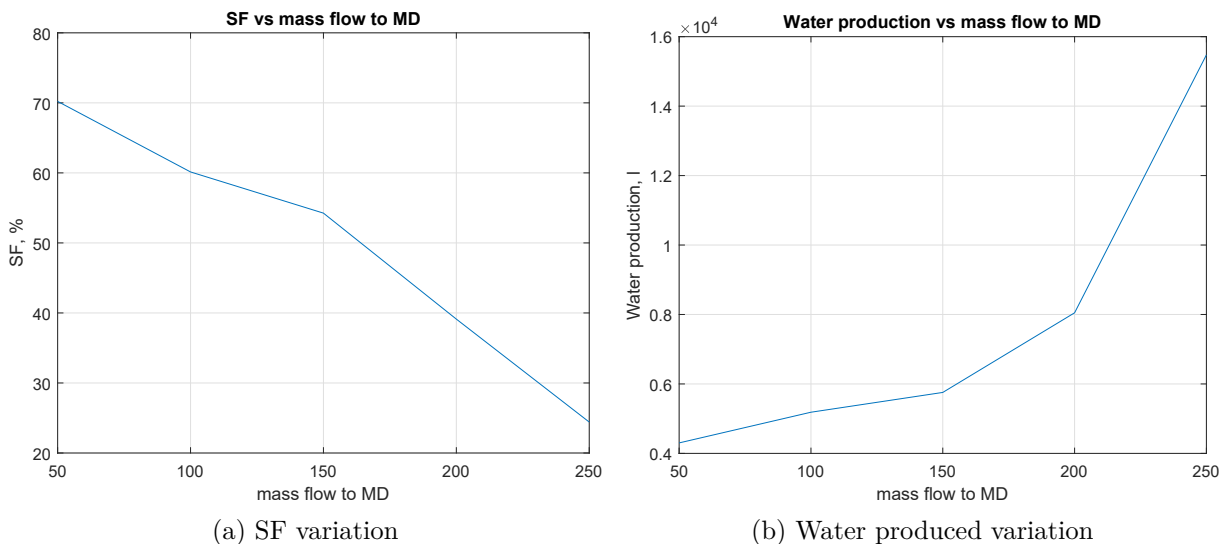 SF vs mass flow to MD
80
70
60
50
40
30
20
SF, %
50 100 150 200 250
mass flow to MD
(a) SF variation
Water production vs mass flow to MD
×10⁴
1.6
1.4
1.2
1
0.8
0.6
0.4
Water production, l
50 100 150 200 250
mass flow to MD
(b) Water produced variation